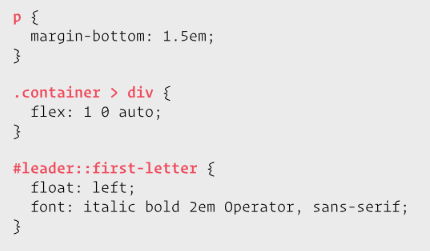 p {
  margin-bottom: 1.5em;
}
.container > div {
  flex: 1 0 auto;
}
#leader::first-letter {
  float: left;
  font: italic bold 2em Operator, sans-serif;
}